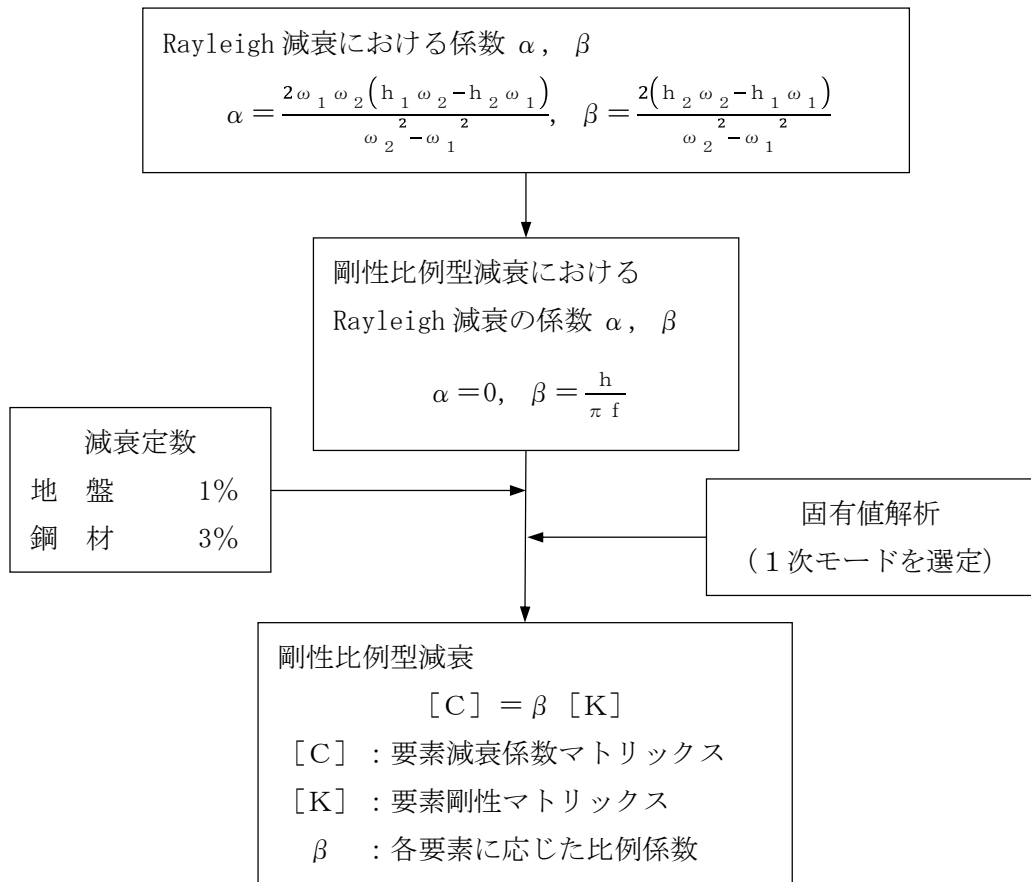 Rayleigh 減衰における係数 α, β
α=2ω₁ω₂(h₁ω₂−h₂ω₁)/(ω₂²−ω₁²), β=2(h₂ω₂−h₁ω₁)/(ω₂²−ω₁²)
剛性比例型減衰における
Rayleigh 減衰の係数 α, β
α=0, β=h/(πf)
減衰定数
地 盤 1%
鋼 材 3%
固有値解析
(1次モードを選定)
剛性比例型減衰
[C]=β[K]
[C]:要素減衰係数マトリックス
[K]:要素剛性マトリックス
β :各要素に応じた比例係数